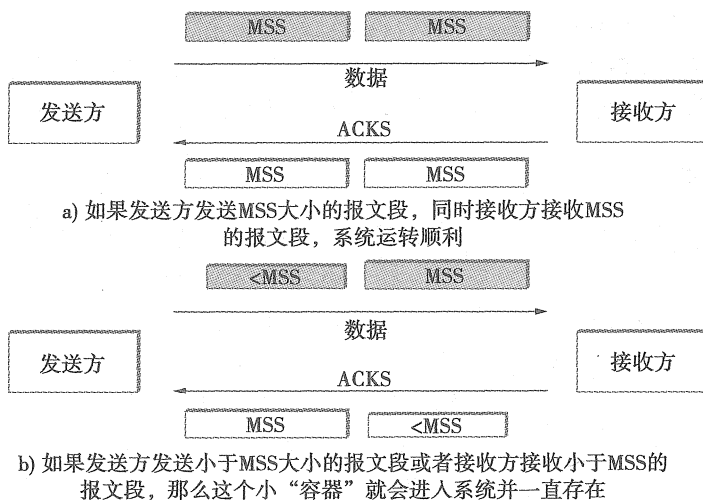 MSS MSS
数据
发送方 接收方
ACKS
MSS MSS
a) 如果发送方发送MSS大小的报文段，同时接收方接收MSS
的报文段，系统运转顺利
<MSS MSS
数据
发送方 接收方
ACKS
MSS <MSS
b) 如果发送方发送小于MSS大小的报文段或者接收方接收小于MSS的
报文段，那么这个小“容器”就会进入系统并一直存在